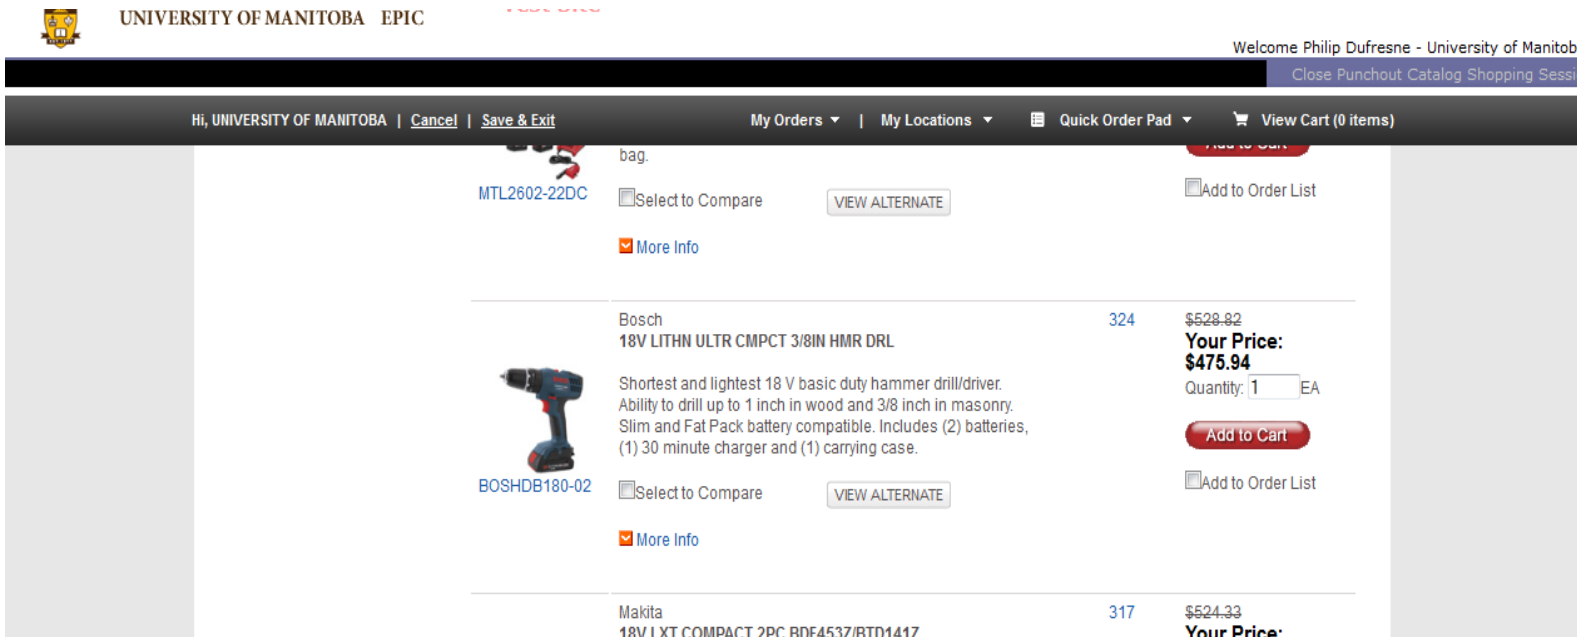 UNIVERSITY OF MANITOBA EPIC
Welcome Philip Dufresne - University of Manitob
Close Punchout Catalog Shopping Sessi
Hi, UNIVERSITY OF MANITOBA | Cancel | Save & Exit
My Orders | My Locations Quick Order Pad View Cart (0 items)
bag.
Add to Cart
MTL2602-22DC
Select to Compare
VIEW ALTERNATE
Add to Order List
More Info
Bosch
324
$528.82
18V LITHN ULTR CMPCT 3/8IN HMR DRL
Your Price:
$475.94
Shortest and lightest 18 V basic duty hammer drill/driver.
Ability to drill up to 1 inch in wood and 3/8 inch in masonry.
Slim and Fat Pack battery compatible. Includes (2) batteries,
(1) 30 minute charger and (1) carrying case.
Quantity: 1 EA
Add to Cart
BOSHDB180-02
Select to Compare
VIEW ALTERNATE
Add to Order List
More Info
Makita
317
$524.33
18V LXT COMPACT 2PC BDF453Z/BTD141Z
Your Price: